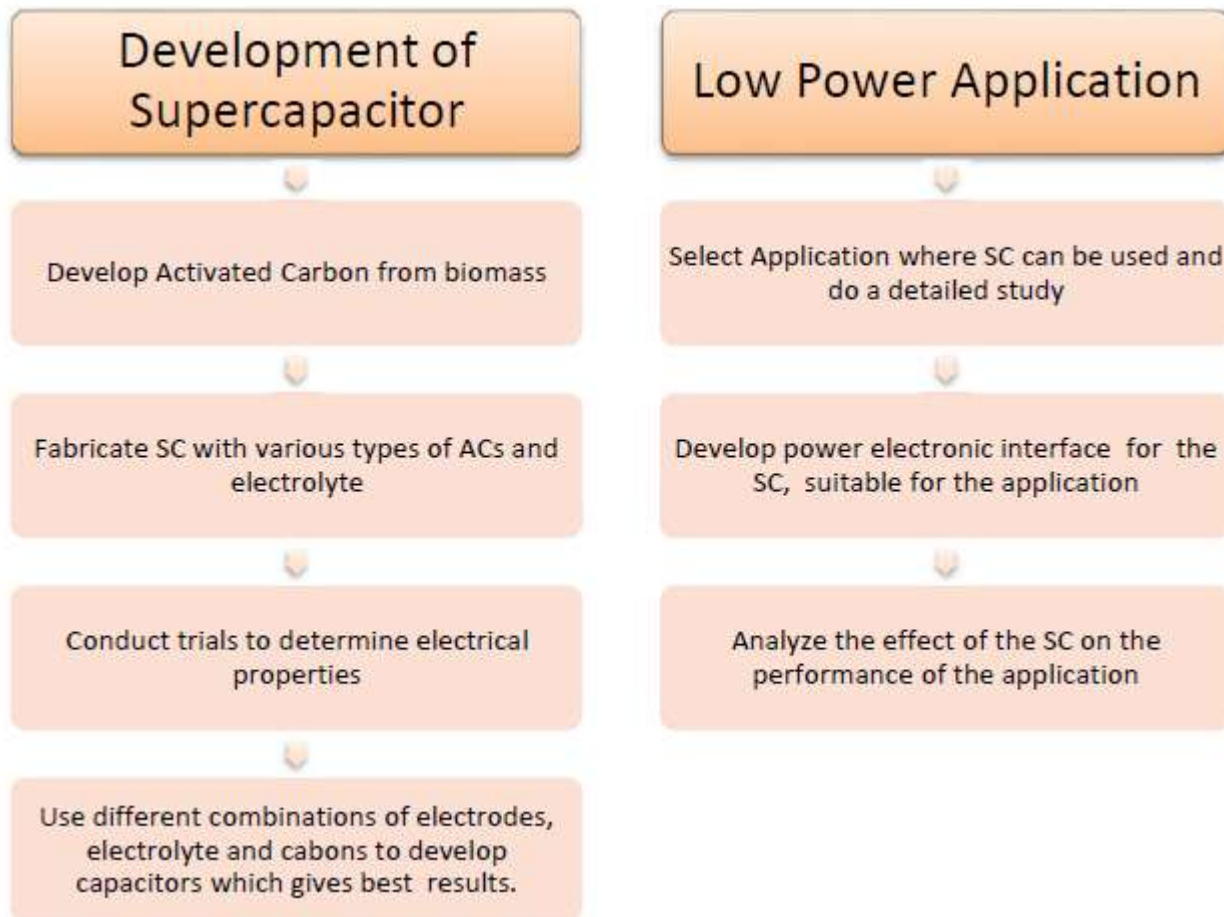 Development of
Supercapacitor
Develop Activated Carbon from biomass
Fabricate SC with various types of ACs and
electrolyte
Conduct trials to determine electrical
properties
Use different combinations of electrodes,
electrolyte and cabons to develop
capacitors which gives best results.
Low Power Application
Select Application where SC can be used and
do a detailed study
Develop power electronic interface for the
SC, suitable for the application
Analyze the effect of the SC on the
performance of the application